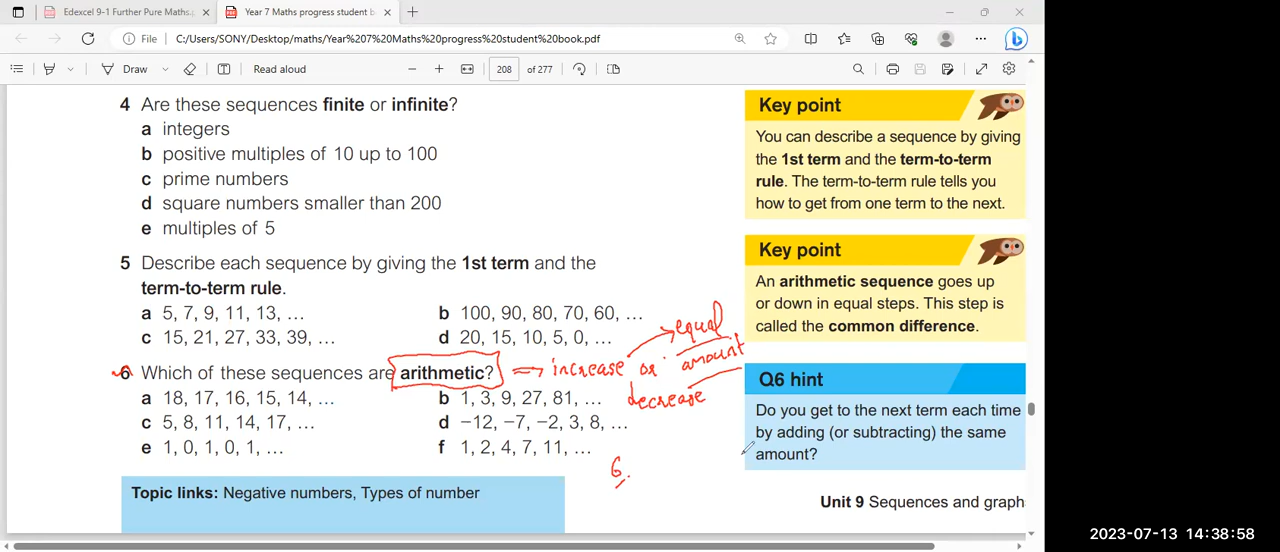 Edexcel 9-1 Further Pure Maths.p
Year 7 Maths progress student b
File C:/Users/SONY/Desktop/maths/Year%207%20Maths%20progress%20student%20book.pdf
Draw Read aloud 208 of 277
4 Are these sequences finite or infinite?
a integers
b positive multiples of 10 up to 100
c prime numbers
d square numbers smaller than 200
e multiples of 5
5 Describe each sequence by giving the 1st term and the
term-to-term rule.
a 5, 7, 9, 11, 13, … b 100, 90, 80, 70, 60, …
c 15, 21, 27, 33, 39, … d 20, 15, 10, 5, 0, …
6 Which of these sequences are arithmetic? ⇒ increase or decrease equal amount
a 18, 17, 16, 15, 14, … b 1, 3, 9, 27, 81, …
c 5, 8, 11, 14, 17, … d −12, −7, −2, 3, 8, …
e 1, 0, 1, 0, 1, … f 1, 2, 4, 7, 11, …
6.
Topic links: Negative numbers, Types of number
Key point
You can describe a sequence by giving
the 1st term and the term-to-term
rule. The term-to-term rule tells you
how to get from one term to the next.
Key point
An arithmetic sequence goes up
or down in equal steps. This step is
called the common difference.
Q6 hint
Do you get to the next term each time
by adding (or subtracting) the same
amount?
Unit 9 Sequences and graph
2023-07-13 14:38:58